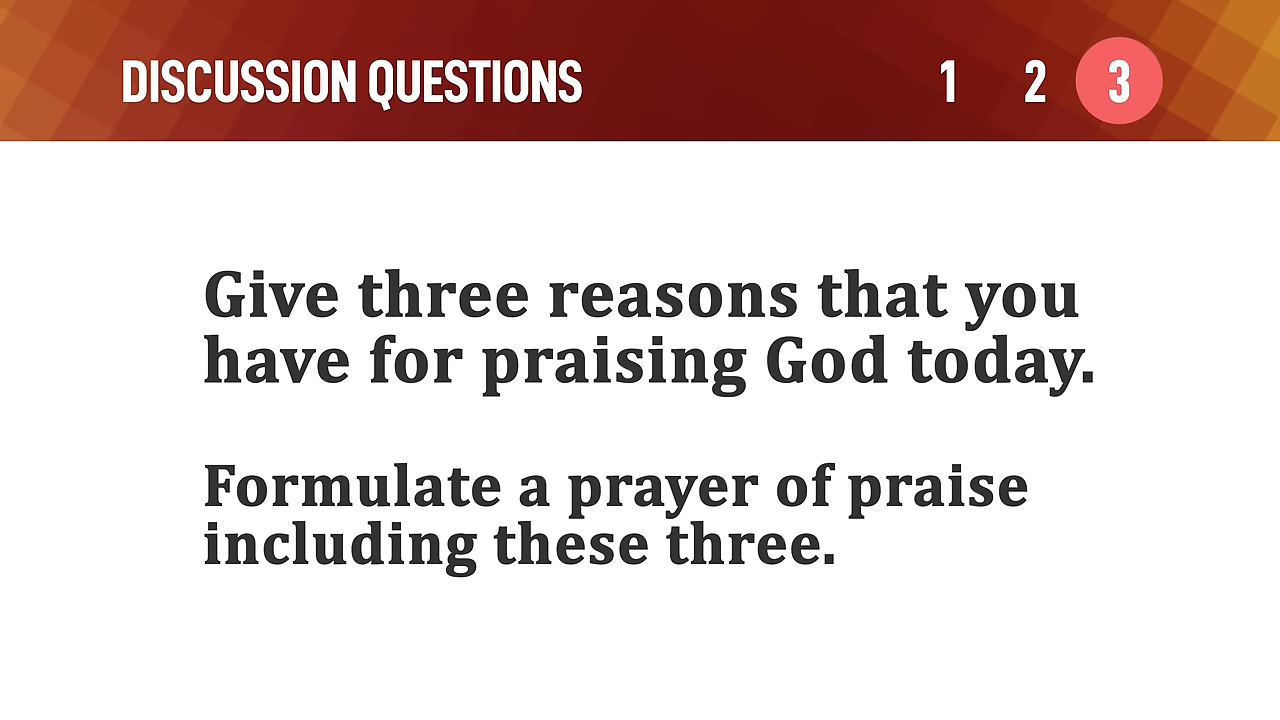 DISCUSSION QUESTIONS 1 2 3
Give three reasons that you
have for praising God today.
Formulate a prayer of praise
including these three.